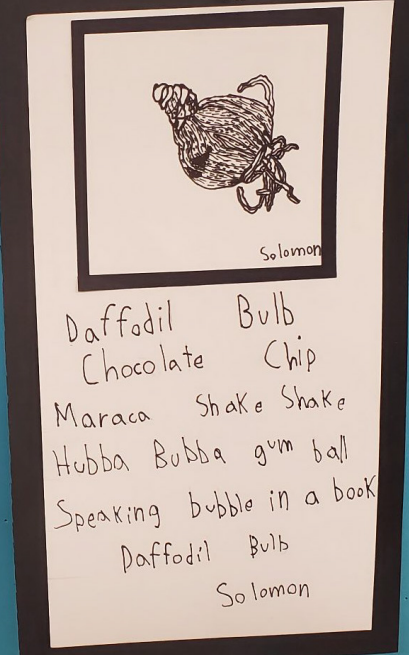 Solomon
Daffodil Bulb
Chocolate Chip
Maraca Shake Shake
Hubba Bubba gum ball
Speaking bubble in a book
Daffodil Bulb
Solomon